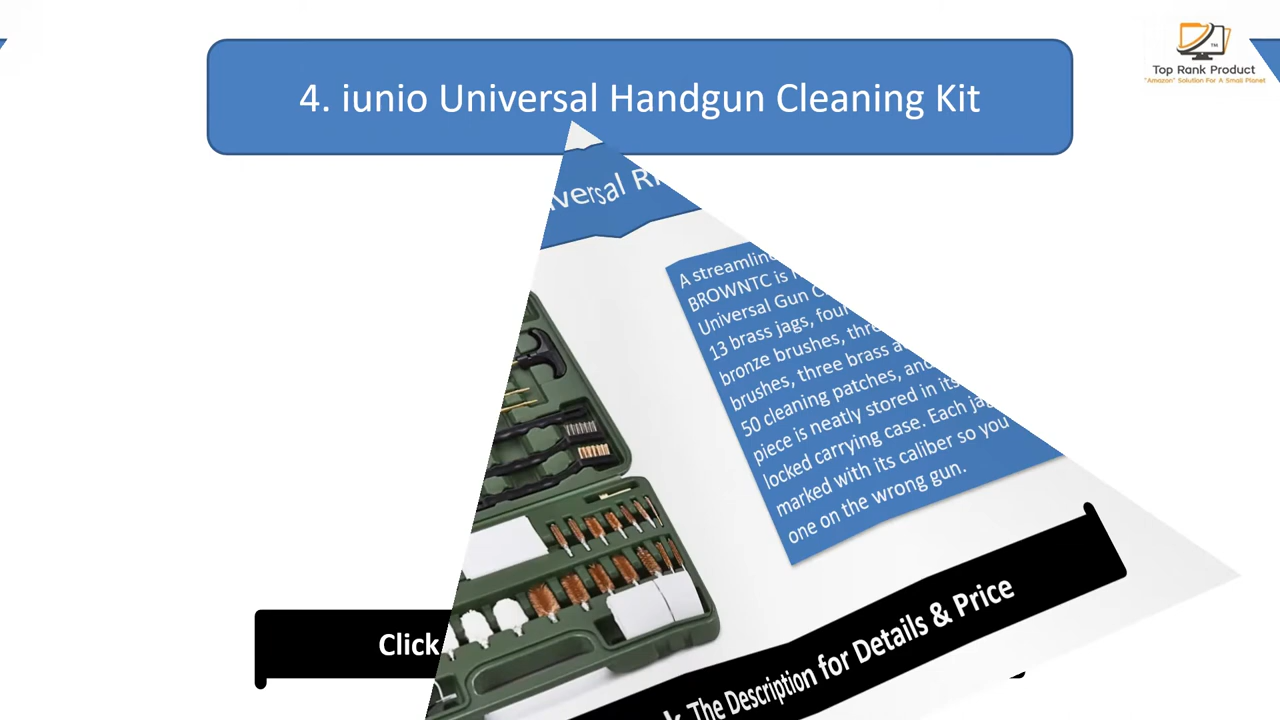 4. iunio Universal Handgun Cleaning Kit
TM
Top Rank Product
"Amazon" Solution For A Small Planet
A streamlin
BROWNTC is
Universal Gun
13 brass jags, four
bronze brushes,
brushes, three brass
50 cleaning patches, and
piece is neatly stored in its
locked carrying case. Each
marked with its caliber so you
one on the wrong gun.
Click
The Description for Details & Price